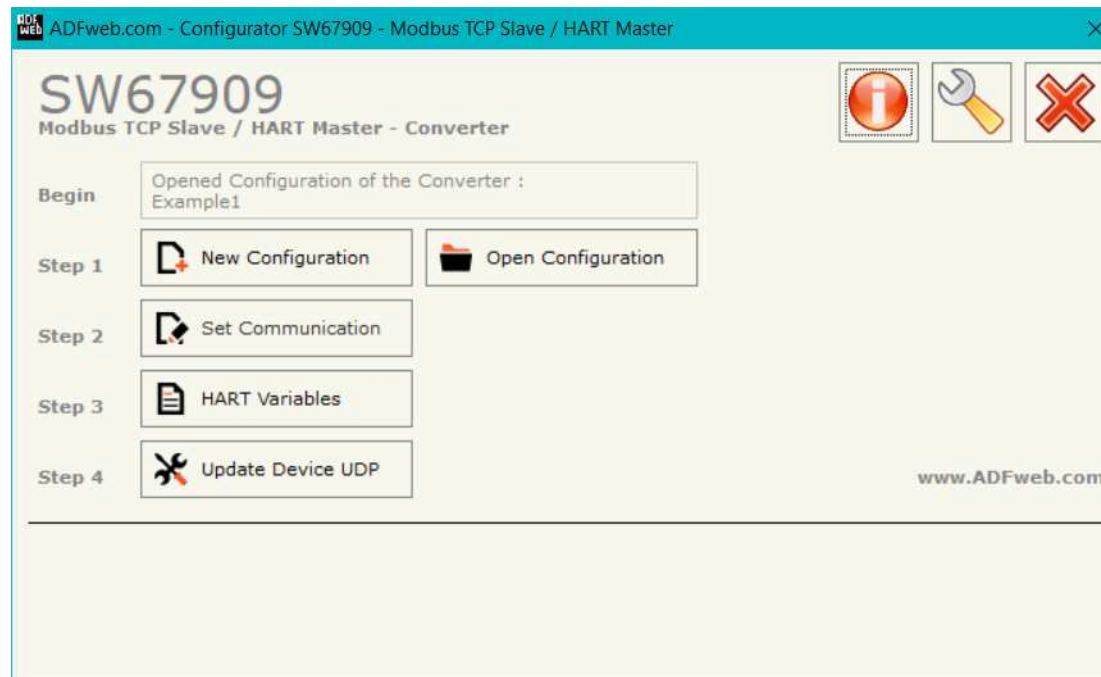 ADF
web
ADFweb.com - Configurator SW67909 - Modbus TCP Slave / HART Master
SW67909
Modbus TCP Slave / HART Master - Converter
Begin
Opened Configuration of the Converter :
Example1
Step 1
New Configuration
Open Configuration
Step 2
Set Communication
Step 3
HART Variables
Step 4
Update Device UDP
www.ADFweb.com